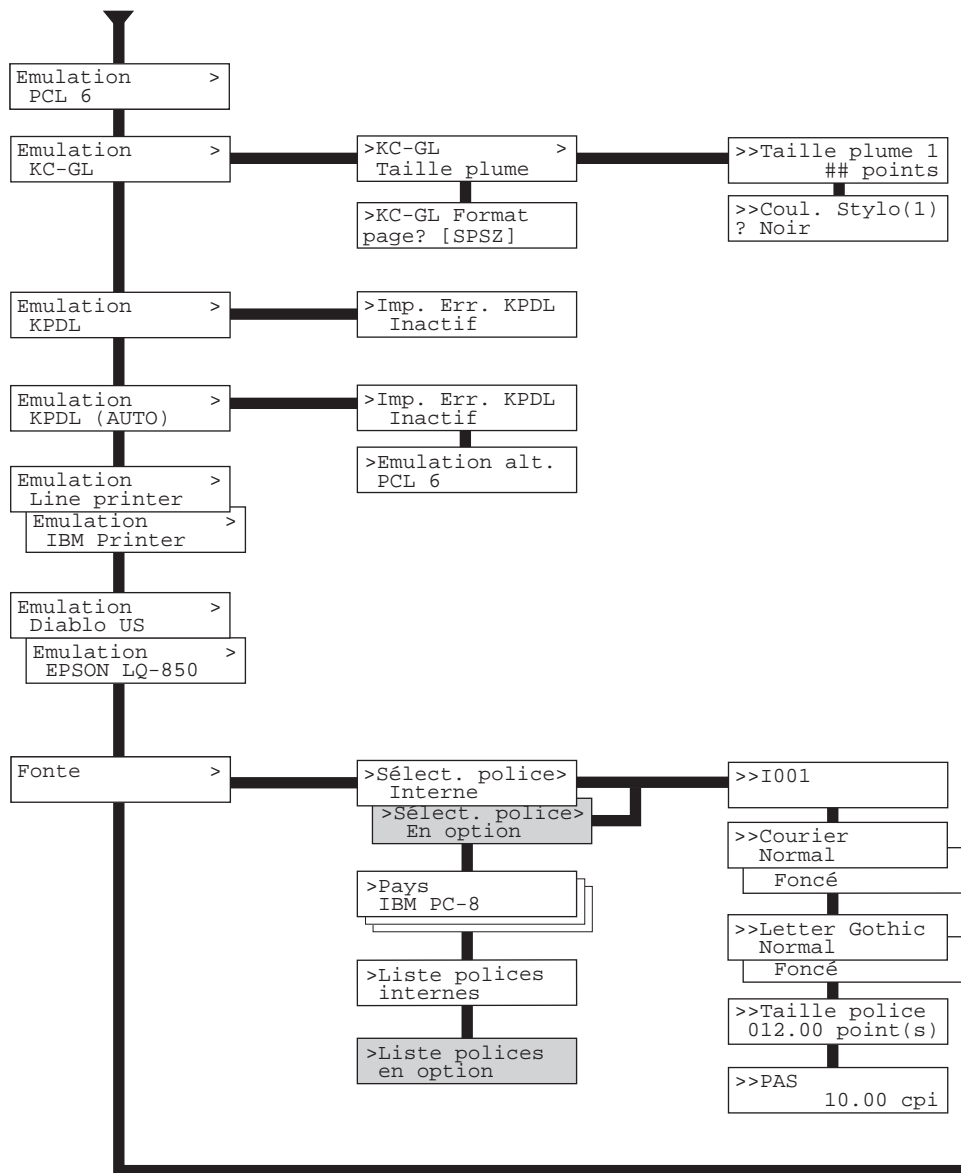 Emulation >
PCL 6
Emulation >
KC-GL
>KC-GL >
Taille plume
>>Taille plume 1
## points
>KC-GL Format
page? [SPSZ]
>>Coul. Stylo(1)
? Noir
Emulation >
KPDL
>Imp. Err. KPDL
Inactif
Emulation >
KPDL (AUTO)
>Imp. Err. KPDL
Inactif
>Emulation alt.
PCL 6
Emulation >
Line printer
Emulation >
IBM Printer
Emulation >
Diablo US
Emulation >
EPSON LQ-850
Fonte >
>Sélect. police>
Interne
>Sélect. police>
En option
>Pays
IBM PC-8
>Liste polices
internes
>Liste polices
en option
>>I001
>>Courier
Normal
Foncé
>>Letter Gothic
Normal
Foncé
>>Taille police
012.00 point(s)
>>PAS
10.00 cpi